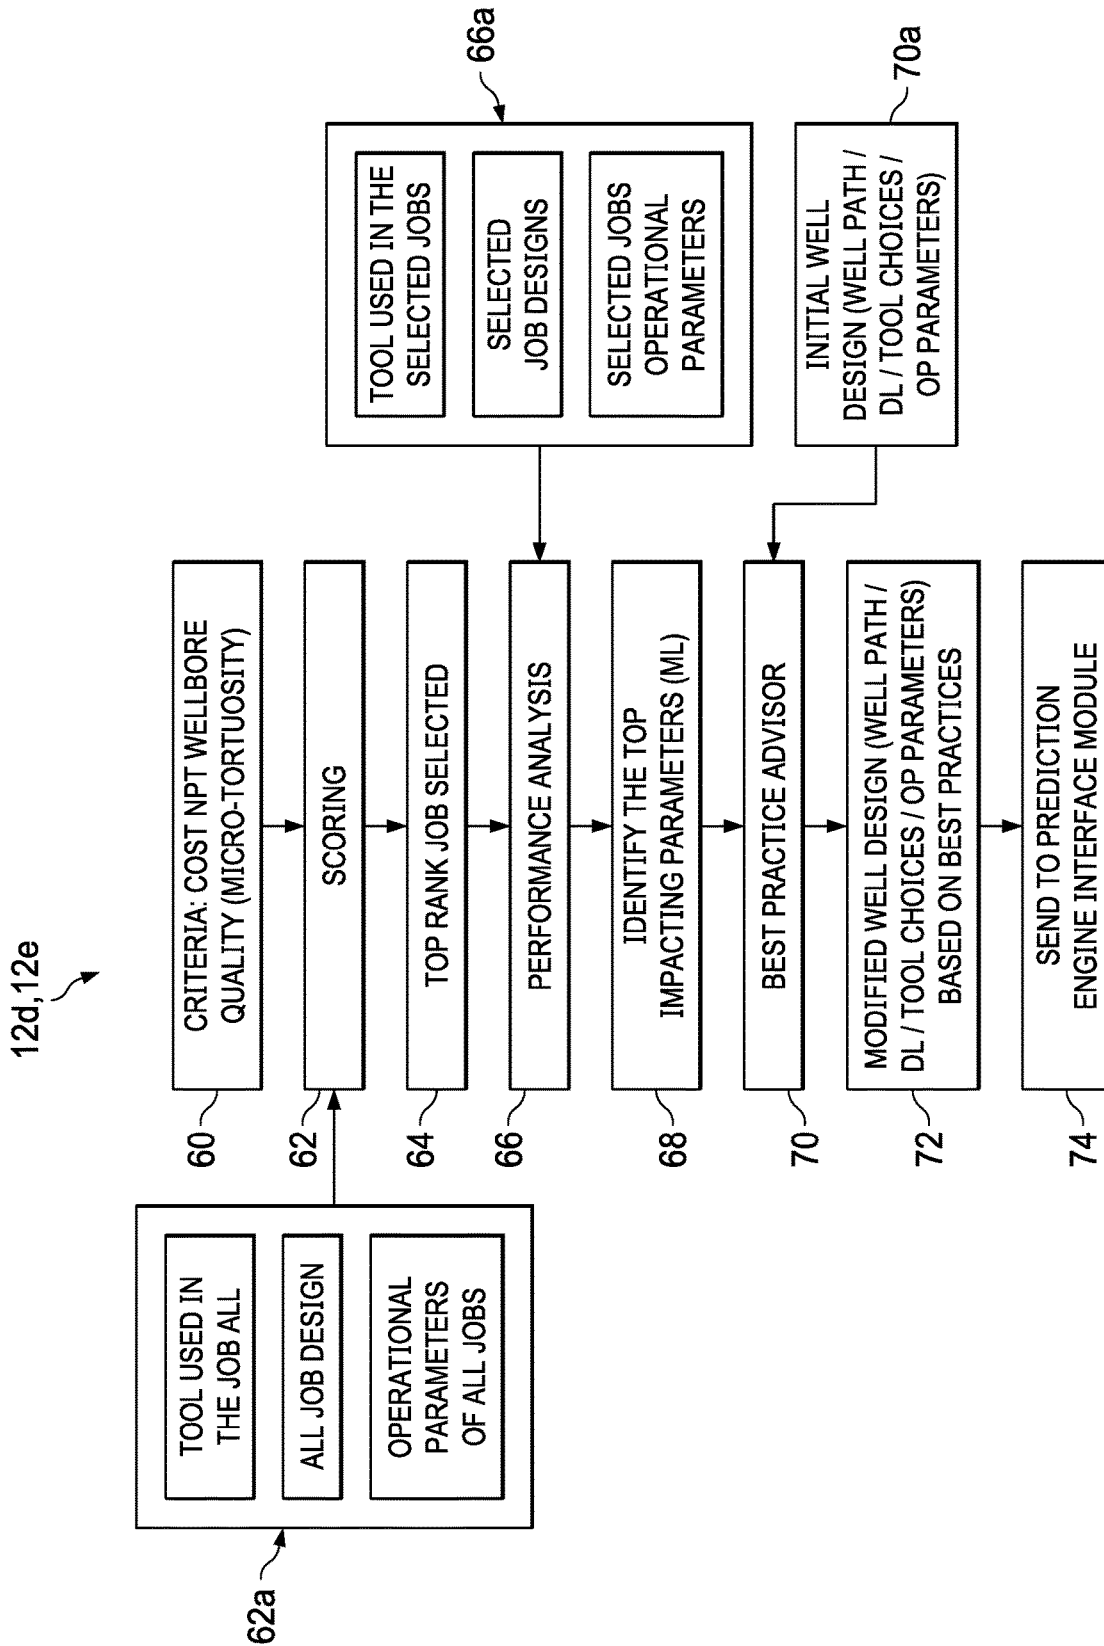 12d,12e
TOOL USED IN
THE JOB ALL
ALL JOB DESIGN
OPERATIONAL
PARAMETERS
OF ALL JOBS
62a
CRITERIA: COST NPT WELLBORE
QUALITY (MICRO-TORTUOSITY)
60
SCORING
62
TOP RANK JOB SELECTED
64
PERFORMANCE ANALYSIS
66
IDENTIFY THE TOP
IMPACTING PARAMETERS (ML)
68
BEST PRACTICE ADVISOR
70
MODIFIED WELL DESIGN (WELL PATH /
DL / TOOL CHOICES / OP PARAMETERS)
BASED ON BEST PRACTICES
72
SEND TO PREDICTION
ENGINE INTERFACE MODULE
74
TOOL USED IN THE
SELECTED JOBS
SELECTED
JOB DESIGNS
SELECTED JOBS
OPERATIONAL
PARAMETERS
66a
INITIAL WELL
DESIGN (WELL PATH /
DL / TOOL CHOICES /
OP PARAMETERS)
70a